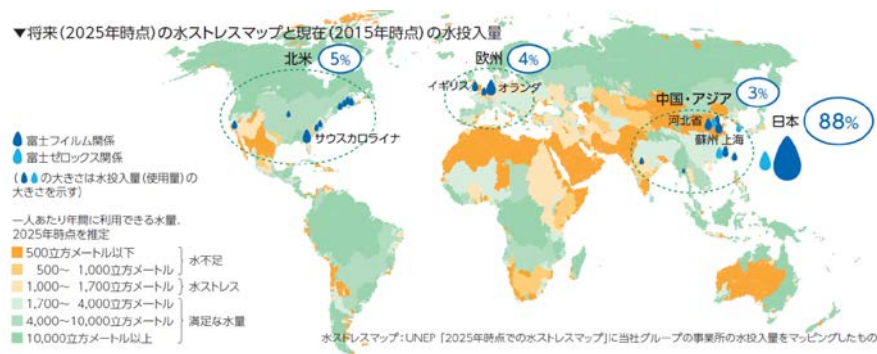 ▼将来(2025年時点)の水ストレスマップと現在(2015年時点)の水投入量
北米 5%
欧州 4%
イギリス
オランダ
中国・アジア 3%
河北省
蘇州 上海
日本 88%
サウスカロライナ
富士フイルム関係
富士ゼロックス関係
(の大きさは水投入量(使用量)の
大きさを示す)
一人あたり年間に利用できる水量、
2025年時点を推定
500立方メートル以下
500〜 1,000立方メートル
水不足
1,000〜 1,700立方メートル
水ストレス
1,700〜 4,000立方メートル
4,000〜10,000立方メートル
満足な水量
10,000立方メートル以上
水ストレスマップ:UNEP「2025年時点での水ストレスマップ」に当社グループの事業所の水投入量をマッピングしたもの